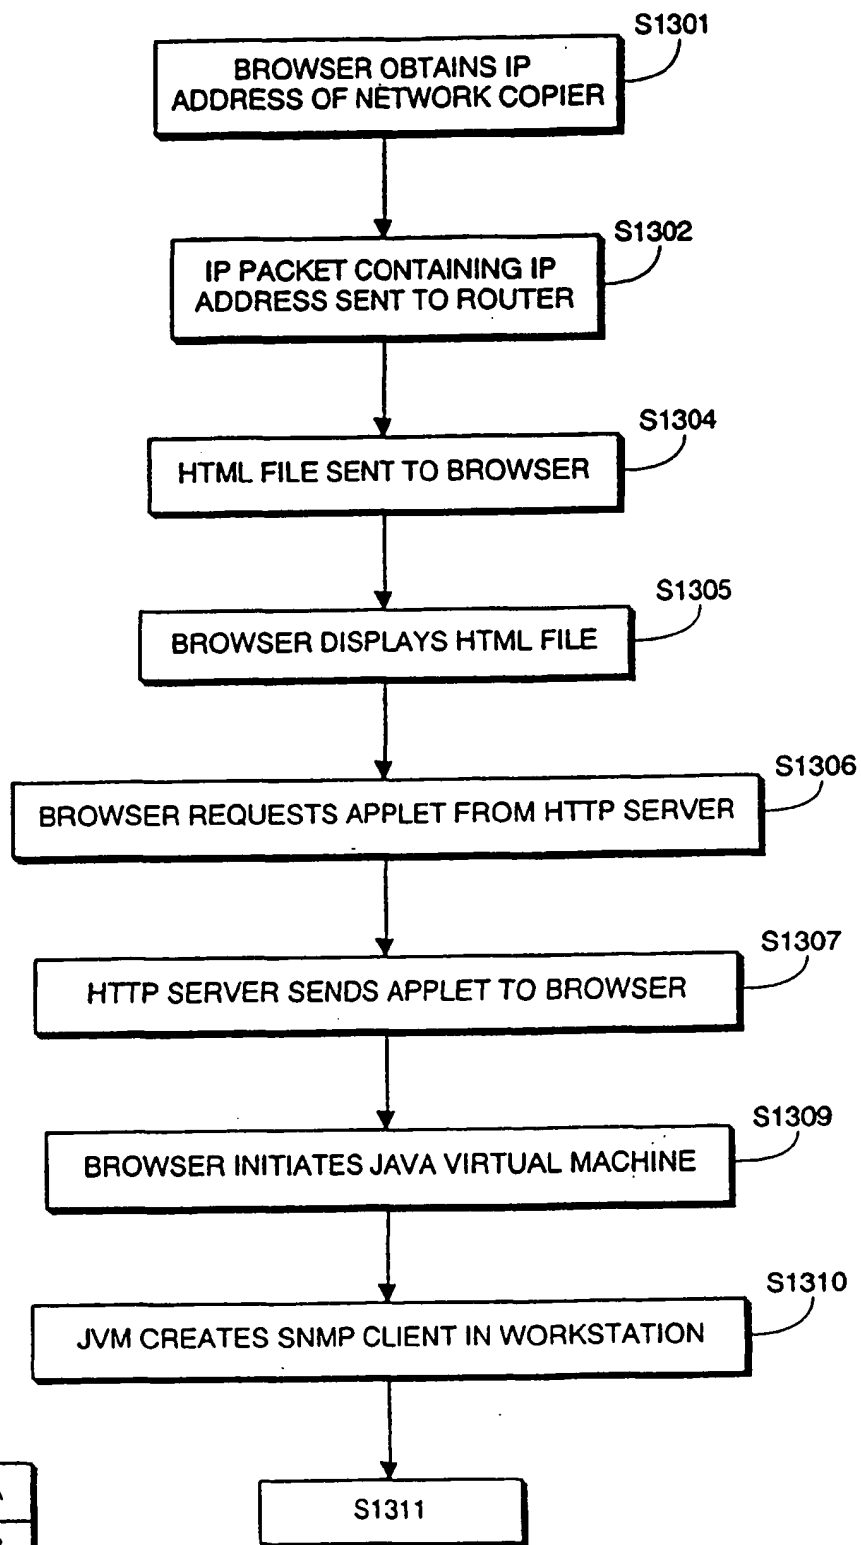 S1301
BROWSER OBTAINS IP
ADDRESS OF NETWORK COPIER
S1302
IP PACKET CONTAINING IP
ADDRESS SENT TO ROUTER
S1304
HTML FILE SENT TO BROWSER
S1305
BROWSER DISPLAYS HTML FILE
S1306
BROWSER REQUESTS APPLET FROM HTTP SERVER
S1307
HTTP SERVER SENDS APPLET TO BROWSER
S1309
BROWSER INITIATES JAVA VIRTUAL MACHINE
S1310
JVM CREATES SNMP CLIENT IN WORKSTATION
S1311